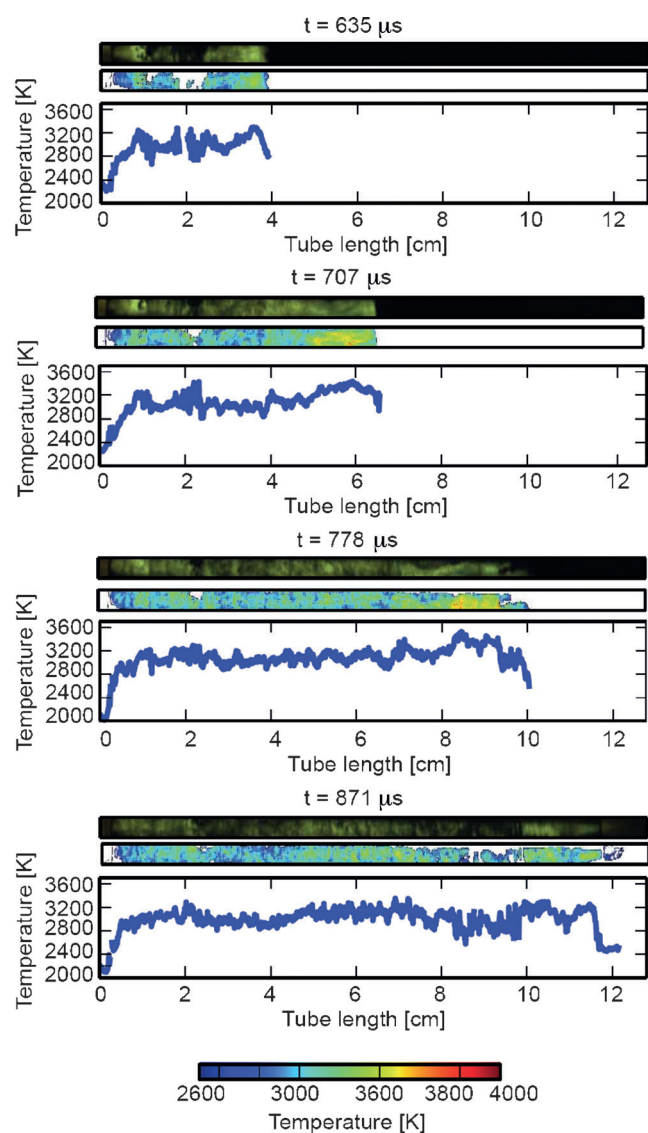 t = 635 μs
Temperature [K]
3600
3200
2800
2400
2000
0 2 4 6 8 10 12
Tube length [cm]
t = 707 μs
Temperature [K]
3600
3200
2800
2400
2000
0 2 4 6 8 10 12
Tube length [cm]
t = 778 μs
Temperature [K]
3600
3200
2800
2400
2000
0 2 4 6 8 10 12
Tube length [cm]
t = 871 μs
Temperature [K]
3600
3200
2800
2400
2000
0 2 4 6 8 10 12
Tube length [cm]
2600 3000 3600 4000
Temperature [K]